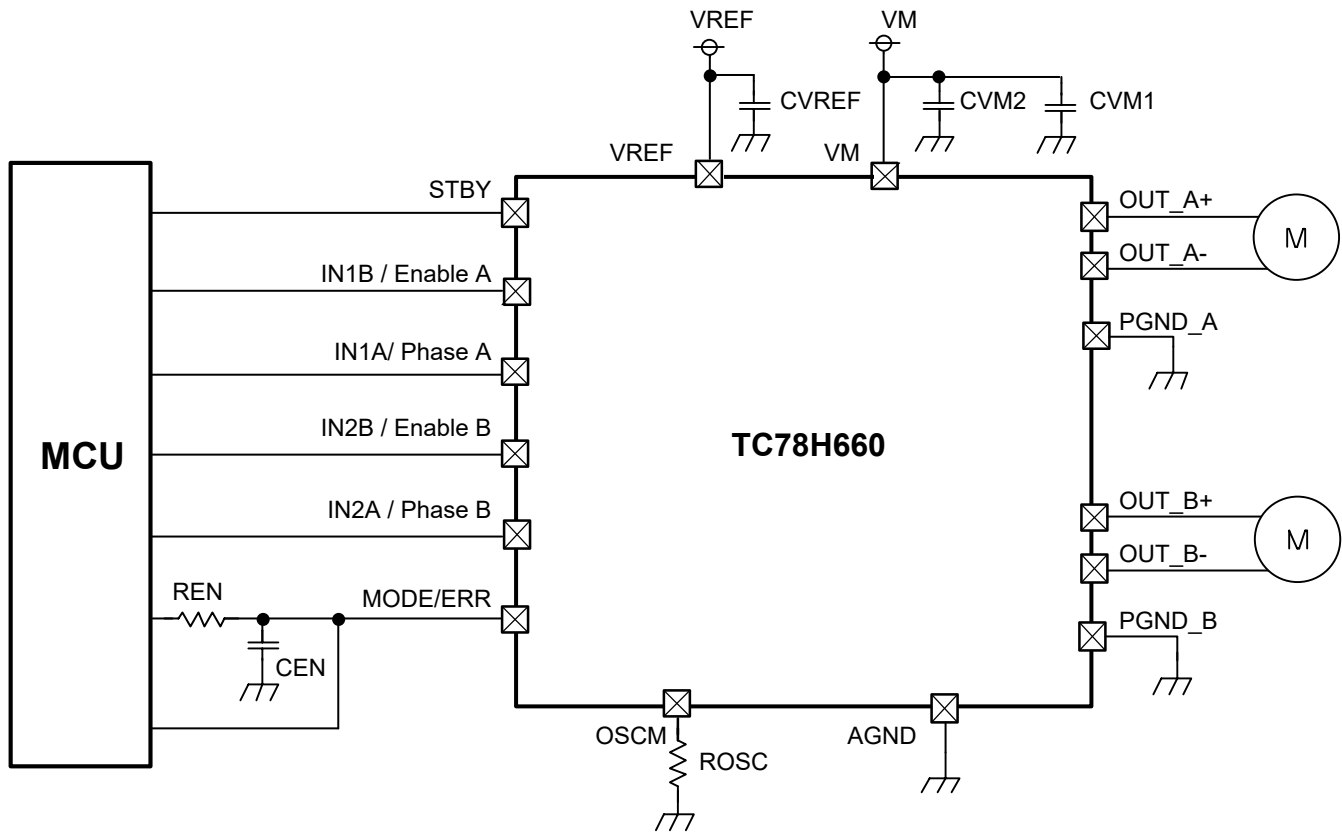 VREF
VM
CVREF
CVM2
CVM1
VREF
VM
STBY
OUT_A+
IN1B / Enable A
OUT_A-
M
IN1A/ Phase A
PGND_A
MCU
IN2B / Enable B
TC78H660
IN2A / Phase B
OUT_B+
OUT_B-
M
REN
MODE/ERR
PGND_B
CEN
OSCM
AGND
ROSC